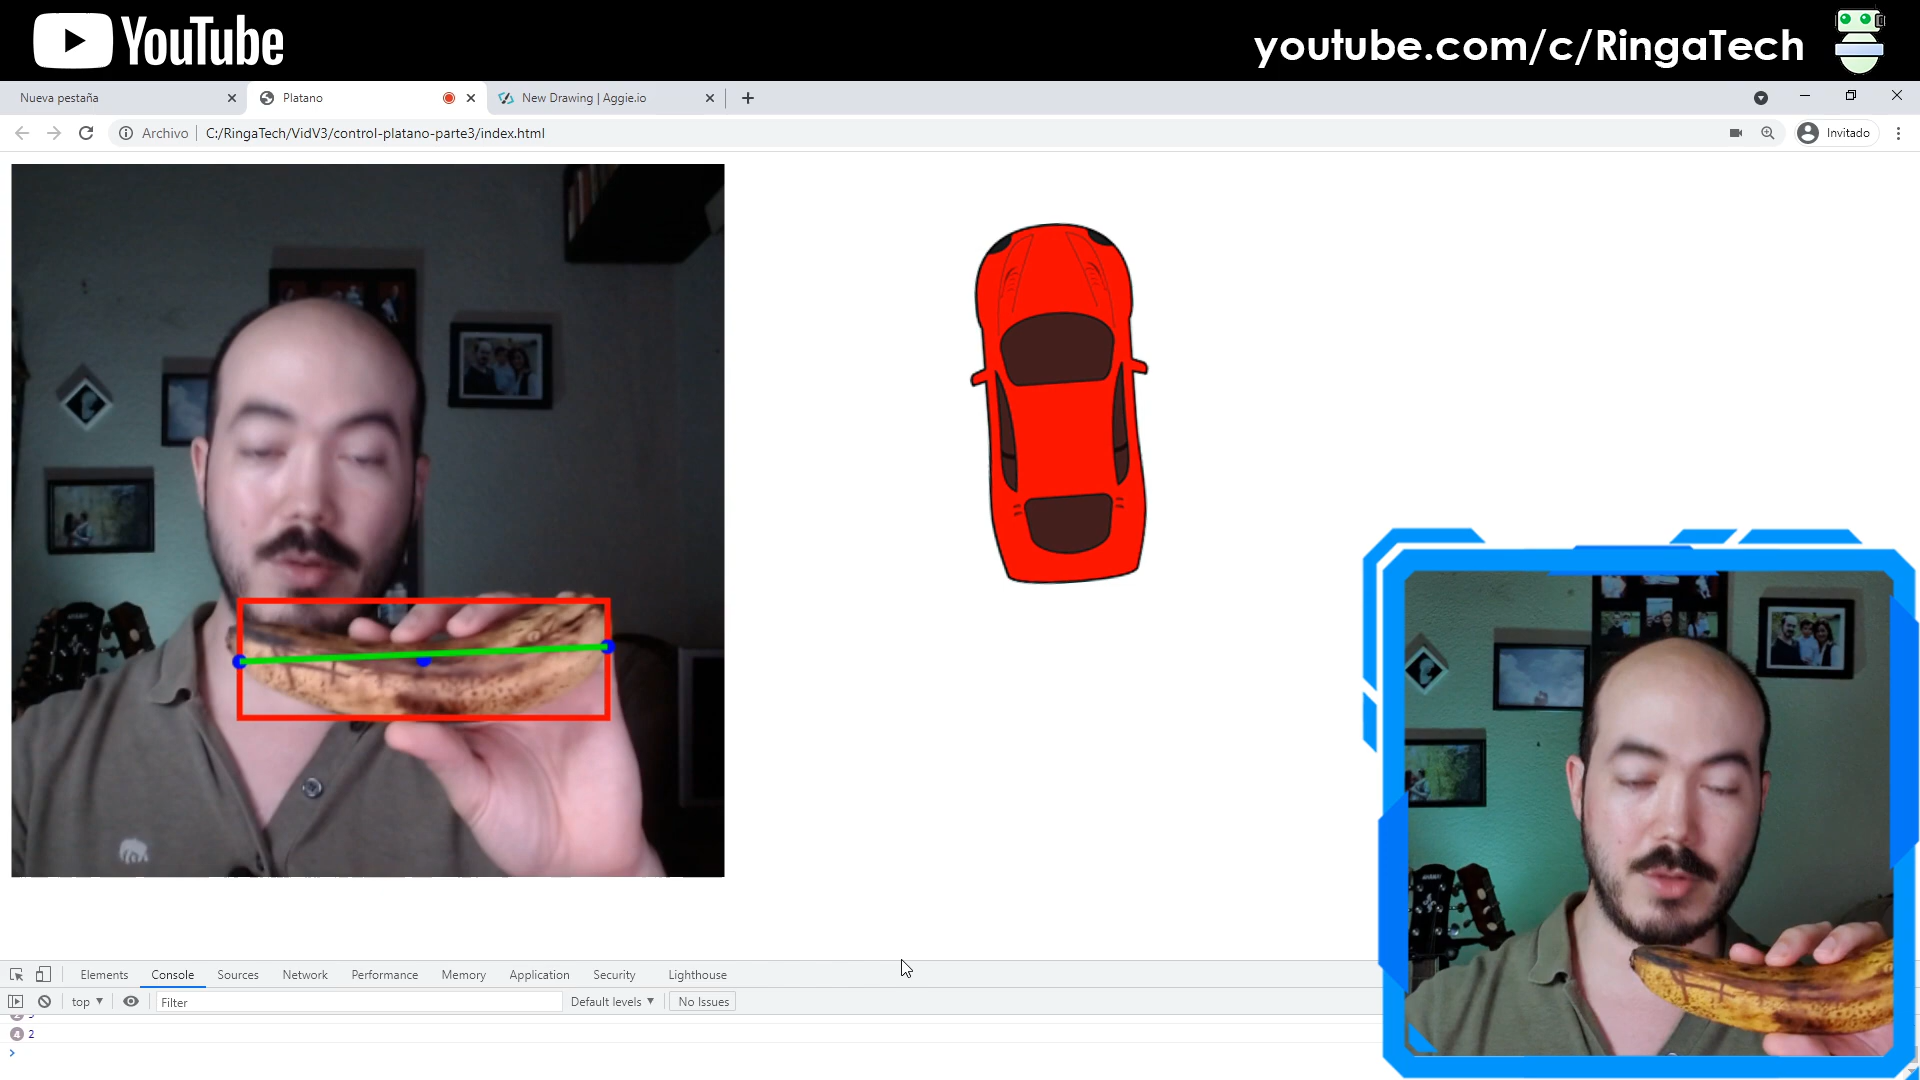 YouTube
youtube.com/c/RingaTech
Nueva pestaña
Platano
New Drawing | Aggie.io
Archivo
C:/RingaTech/VidV3/control-platano-parte3/index.html
Invitado
Elements
Console
Sources
Network
Performance
Memory
Application
Security
Lighthouse
top
Filter
Default levels
No Issues
4 2